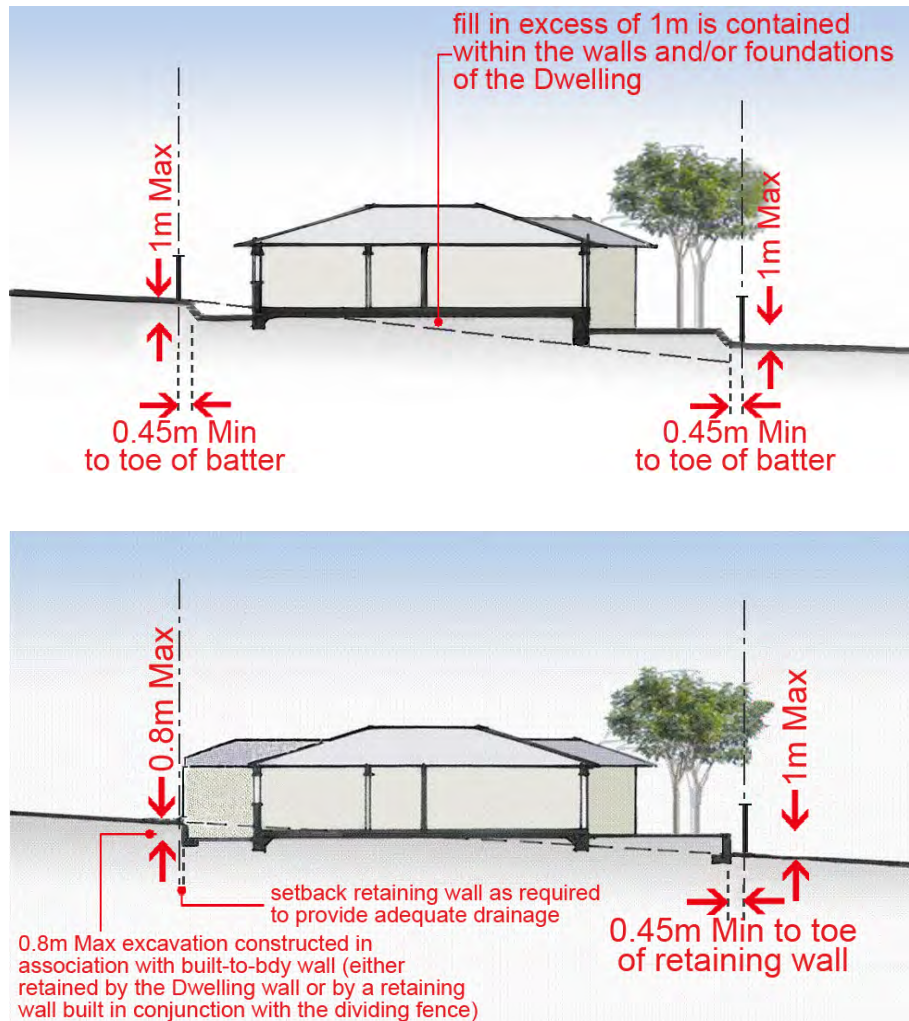 fill in excess of 1m is contained
within the walls and/or foundations
of the Dwelling
1m Max
1m Max
0.45m Min
to toe of batter
0.45m Min
to toe of batter
0.8m Max
1m Max
setback retaining wall as required
to provide adequate drainage
0.8m Max excavation constructed in
association with built-to-bdy wall (either
retained by the Dwelling wall or by a retaining
wall built in conjunction with the dividing fence)
0.45m Min to toe
of retaining wall